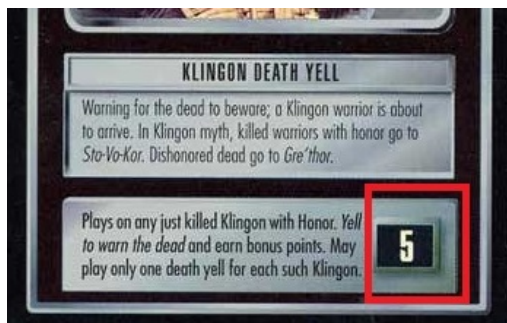 KLINGON DEATH YELL
Warning for the dead to beware; a Klingon warrior is about
to arrive. In Klingon myth, killed warriors with honor go to
Sto-Vo-Kor. Dishonored dead go to Gre'thor.
Plays on any just killed Klingon with Honor. Yell
to warn the dead and earn bonus points. May
play only one death yell for each such Klingon.
5